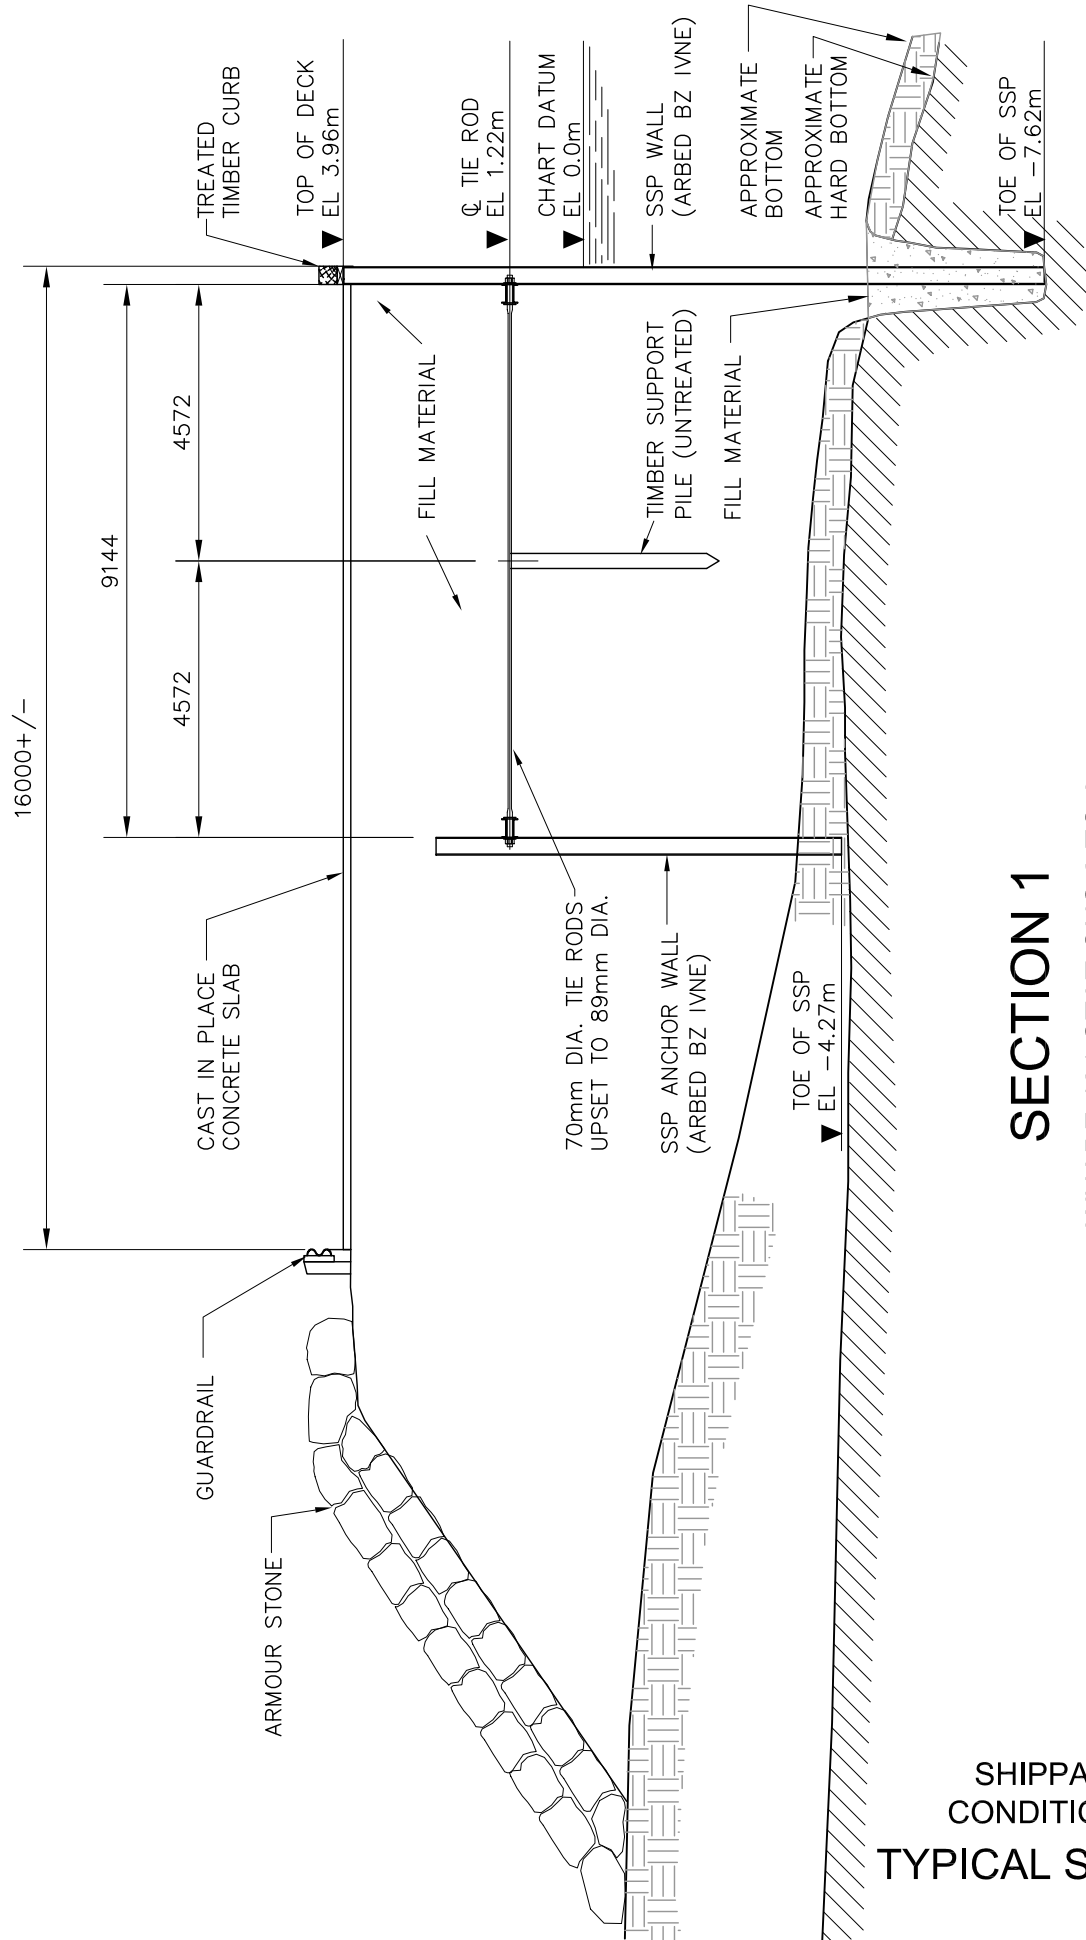 16000+/-
9144
4572
4572
TREATED
TIMBER CURB
TOP OF DECK
EL 3.96m
℄ TIE ROD
EL 1.22m
CHART DATUM
EL 0.0m
SSP WALL
(ARBED BZ IVNE)
APPROXIMATE
BOTTOM
APPROXIMATE
HARD BOTTOM
TOE OF SSP
EL -7.62m
FILL MATERIAL
TIMBER SUPPORT
PILE (UNTREATED)
FILL MATERIAL
CAST IN PLACE
CONCRETE SLAB
70mm DIA. TIE RODS
UPSET TO 89mm DIA.
SSP ANCHOR WALL
(ARBED BZ IVNE)
TOE OF SSP
EL -4.27m
GUARDRAIL
ARMOUR STONE
SECTION 1
SHIPPA
CONDITIO
TYPICAL S